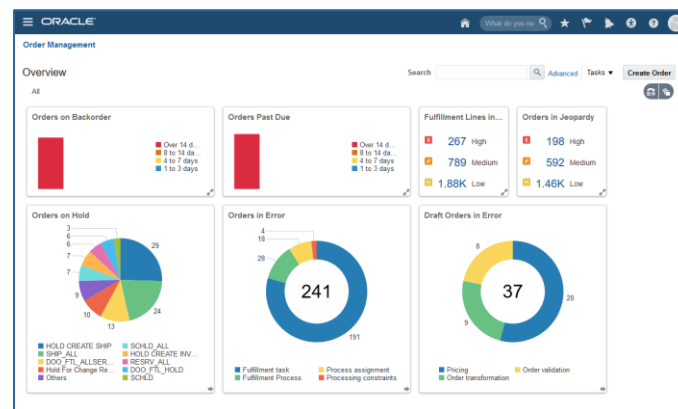 ORACLE
What do you ne
Order Management
Overview
Search
Advanced
Tasks
Create Order
All
Orders on Backorder
Over 14 d...
8 to 14 da...
4 to 7 days
1 to 3 days
Orders Past Due
Over 14 d...
8 to 14 da...
4 to 7 days
1 to 3 days
Fulfillment Lines in...
267 High
789 Medium
1.88K Low
Orders in Jeopardy
198 High
592 Medium
1.46K Low
Orders on Hold
3
6
6
7
7
9
10
13
24
29
HOLD CREATE SHIP
SHIP_ALL
DOO_FTL_ALLSER...
Hold For Change Re...
Others
SCHLD_ALL
HOLD CREATE INV...
RESRV_ALL
DOO_FTL_HOLD
SCHLD
Orders in Error
4
18
28
241
191
Fulfillment task
Fulfillment Process
Process assignment
Processing constraints
Draft Orders in Error
8
37
20
9
Pricing
Order transformation
Order validation